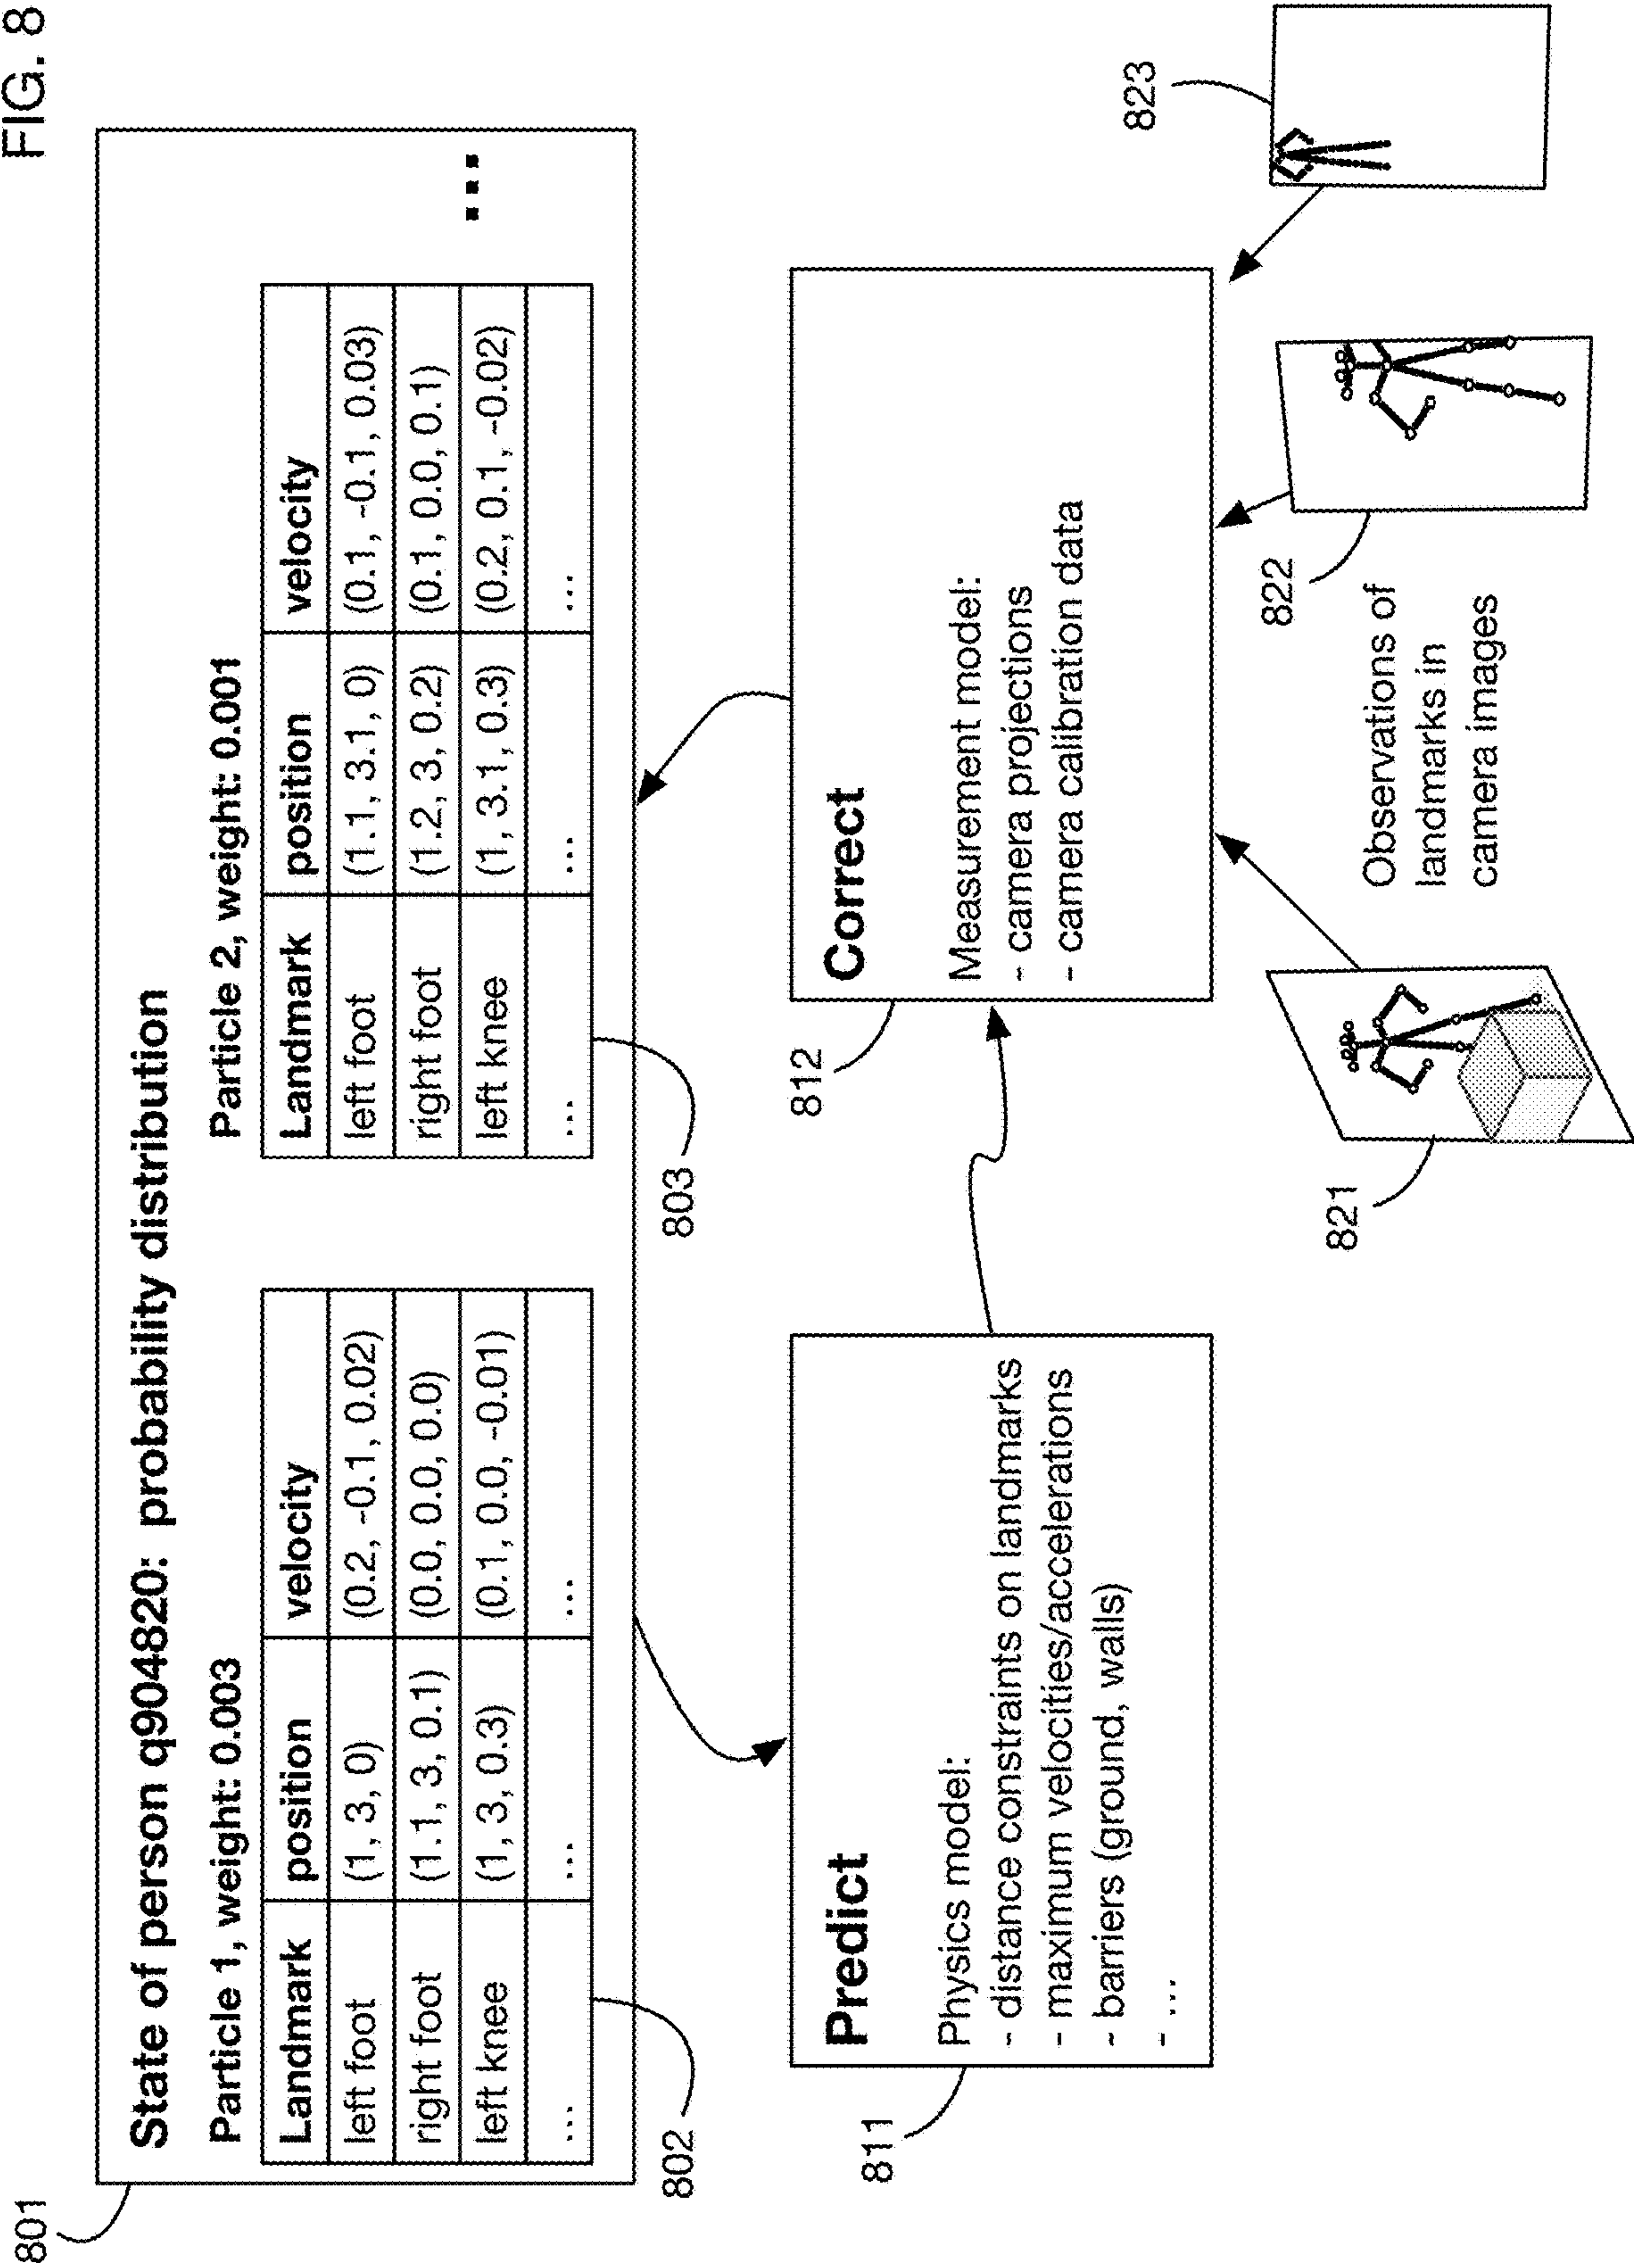 FIG. 8
801
State of person q904820: probability distribution
Particle 1, weight: 0.003
Landmark position velocity
left foot (1, 3, 0) (0.2, -0.1, 0.02)
right foot (1.1, 3, 0.1) (0.0, 0.0, 0.0)
left knee (1, 3, 0.3) (0.1, 0.0, -0.01)
... ... ...
802
Particle 2, weight: 0.001
Landmark position velocity
left foot (1.1, 3.1, 0) (0.1, -0.1, 0.03)
right foot (1.2, 3, 0.2) (0.1, 0.0, 0.1)
left knee (1, 3.1, 0.3) (0.2, 0.1, -0.02)
... ... ...
803
...
811
Predict
Physics model:
- distance constraints on landmarks
- maximum velocities/accelerations
- barriers (ground, walls)
- ...
812
Correct
Measurement model:
- camera projections
- camera calibration data
821
Observations of
landmarks in
camera images
822
823